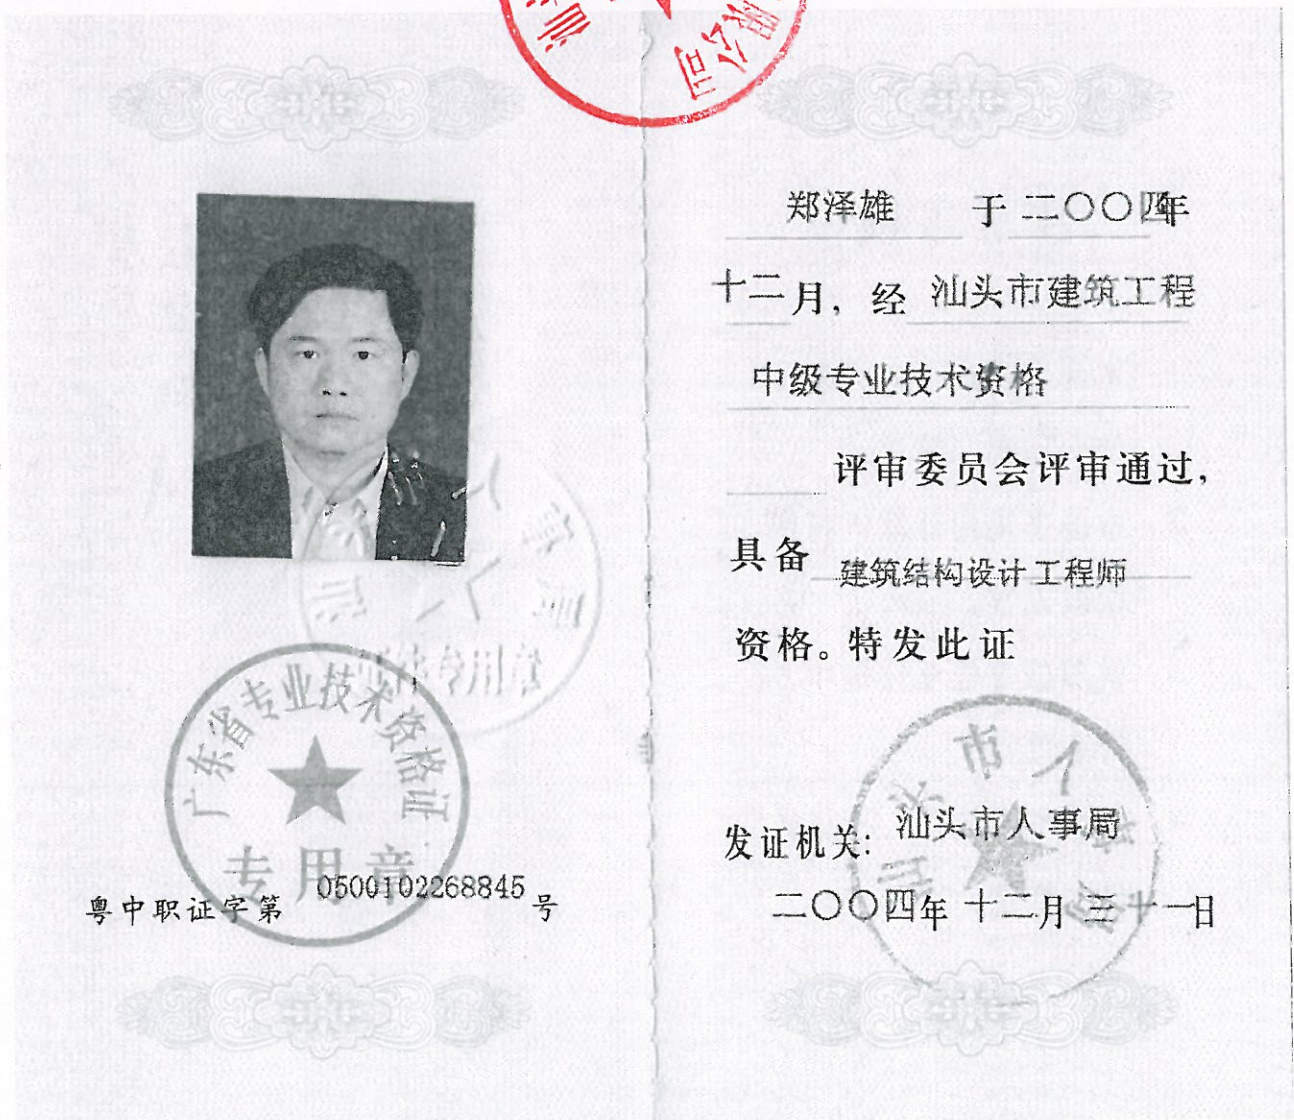 限公司
郑泽雄 于 二〇〇四年
十二月，经 汕头市建筑工程
中级专业技术资格
评审委员会评审通过，
具备 建筑结构设计工程师
资格。特发此证
广东省专业技术资格证
专用章
粤中职证字第 0500102268845 号
市人
发证机关：汕头市人事局
二〇〇四年 十二月 三十一日